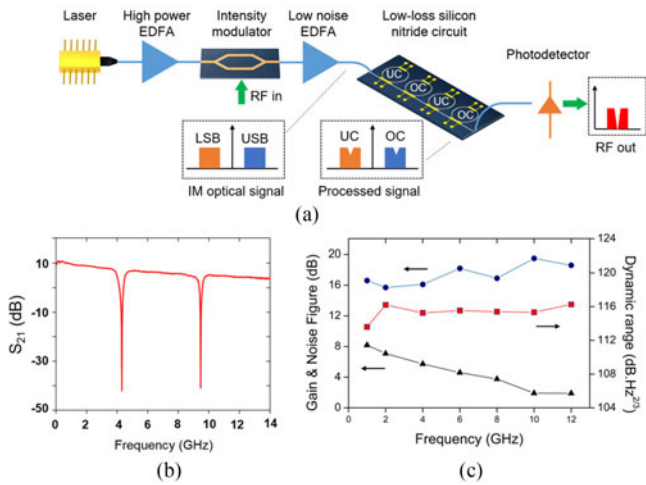 Laser
High power
EDFA
Intensity
modulator
Low noise
EDFA
Low-loss silicon
nitride circuit
Photodetector
UC
OC
UC
OC
RF in
RF out
LSB
USB
UC
OC
IM optical signal
Processed signal
(a)
S21 (dB)
10
-10
-30
-50
0
2
4
6
8
10
12
14
Frequency (GHz)
(b)
Gain & Noise Figure (dB)
20
16
12
8
4
0
0
2
4
6
8
10
12
Frequency (GHz)
124
120
116
112
108
104
Dynamic range
(dB.Hz2/3)
(c)